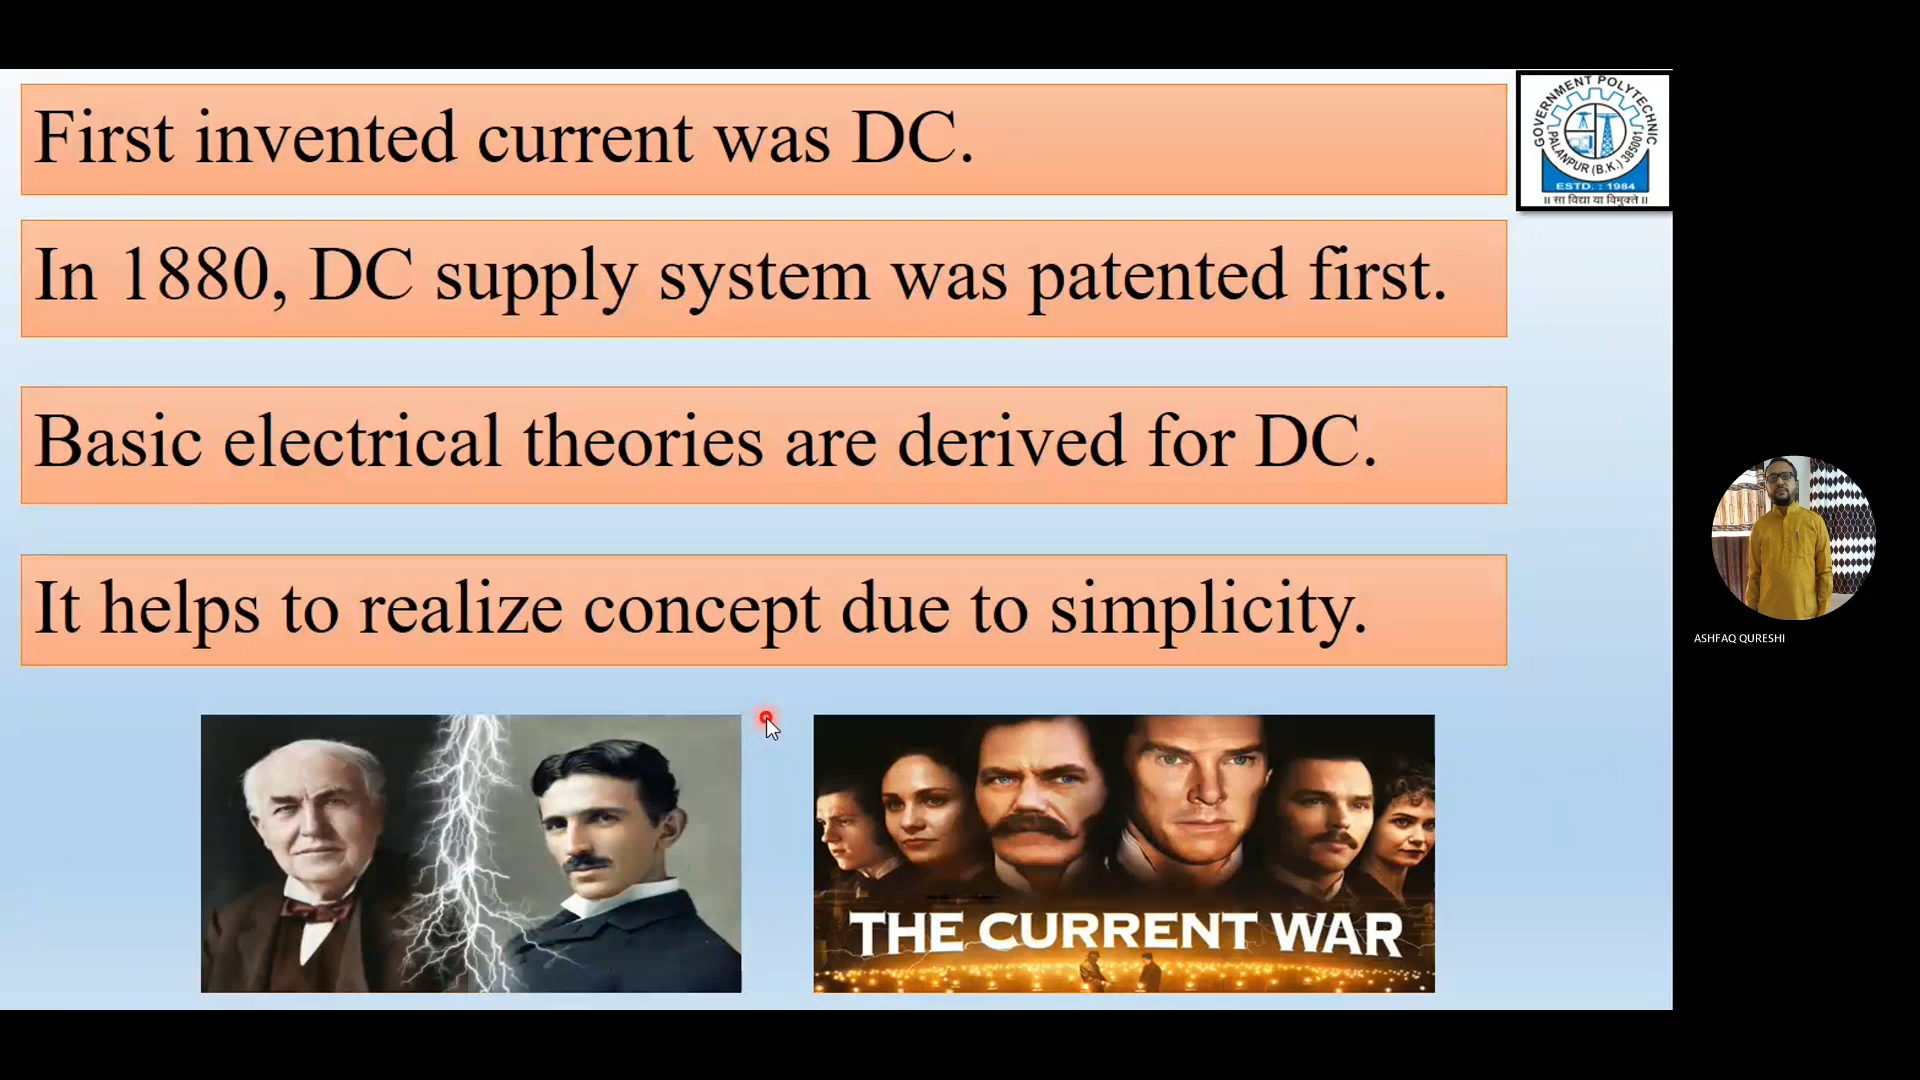 First invented current was DC.
In 1880, DC supply system was patented first.
Basic electrical theories are derived for DC.
It helps to realize concept due to simplicity.
THE CURRENT WAR
GOVERNMENT POLYTECHNIC
PALANPUR (B.K.) 385001
ESTD. : 1984
॥ सा विद्या या विमुक्ते ॥
ASHFAQ QURESHI